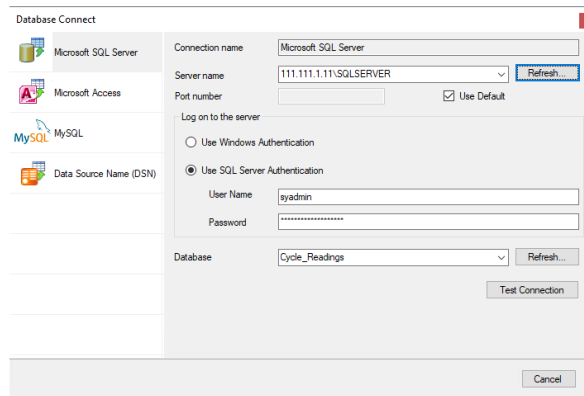 Database Connect
Microsoft SQL Server
Microsoft Access
MySQL MySQL
Data Source Name (DSN)
Connection name Microsoft SQL Server
Server name 111.111.1.11\SQLSERVER Refresh...
Port number Use Default
Log on to the server
Use Windows Authentication
Use SQL Server Authentication
User Name syadmin
Password *******************
Database Cycle_Readings Refresh...
Test Connection
Cancel